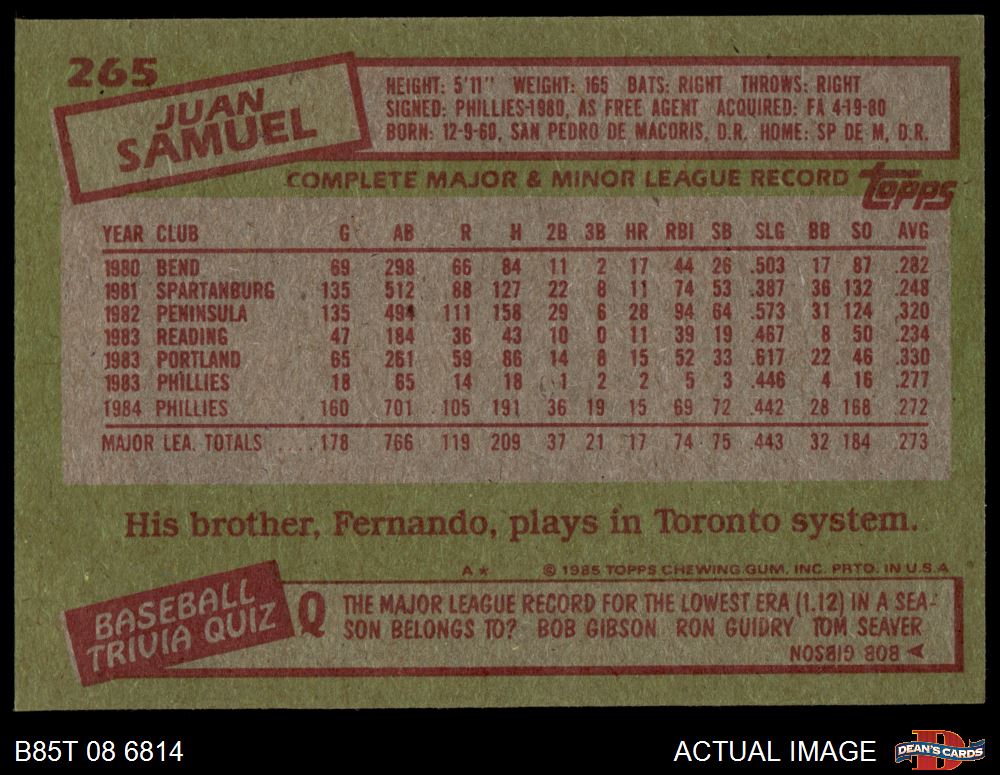 265
JUAN
SAMUEL
HEIGHT: 5'11" WEIGHT: 165 BATS: RIGHT THROWS: RIGHT
SIGNED: PHILLIES-1980, AS FREE AGENT ACQUIRED: FA 4-19-80
BORN: 12-9-60, SAN PEDRO DE MACORIS, D.R. HOME: SP DE M, D.R.
COMPLETE MAJOR & MINOR LEAGUE RECORD topps
YEAR CLUB G AB R H 2B 3B HR RBI SB SLG BB SO AVG
1980 BEND 69 298 66 84 11 2 17 44 26 .503 17 87 .282
1981 SPARTANBURG 135 512 88 127 22 8 11 74 53 .387 36 132 .248
1982 PENINSULA 135 494 111 158 29 6 28 94 64 .573 31 124 .320
1983 READING 47 184 36 43 10 0 11 39 19 .467 8 50 .234
1983 PORTLAND 65 261 59 86 14 8 15 52 33 .617 22 46 .330
1983 PHILLIES 18 65 14 18 1 2 2 5 3 .446 4 16 .277
1984 PHILLIES 160 701 105 191 36 19 15 69 72 .442 28 168 .272
MAJOR LEA. TOTALS .....178 766 119 209 37 21 17 74 75 .443 32 184 .273
His brother, Fernando, plays in Toronto system.
A* © 1985 TOPPS CHEWING GUM, INC. PRTD. IN U.S.A
BASEBALL
TRIVIA QUIZ
Q THE MAJOR LEAGUE RECORD FOR THE LOWEST ERA (1.12) IN A SEA-
SON BELONGS TO? BOB GIBSON RON GUIDRY TOM SEAVER
BOB GIBSON
B85T 08 6814
ACTUAL IMAGE
DEAN'S CARDS